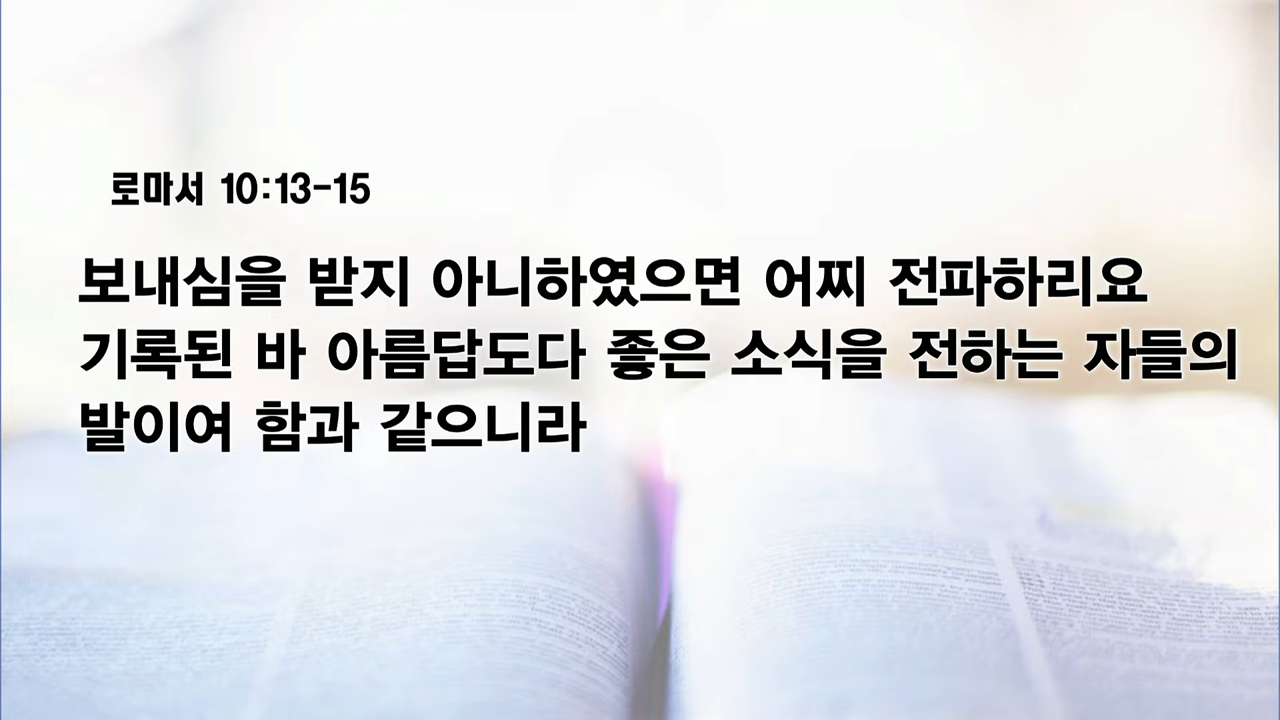 로마서 10:13-15
보내심을 받지 아니하였으면 어찌 전파하리요
기록된 바 아름답도다 좋은 소식을 전하는 자들의
발이여 함과 같으니라